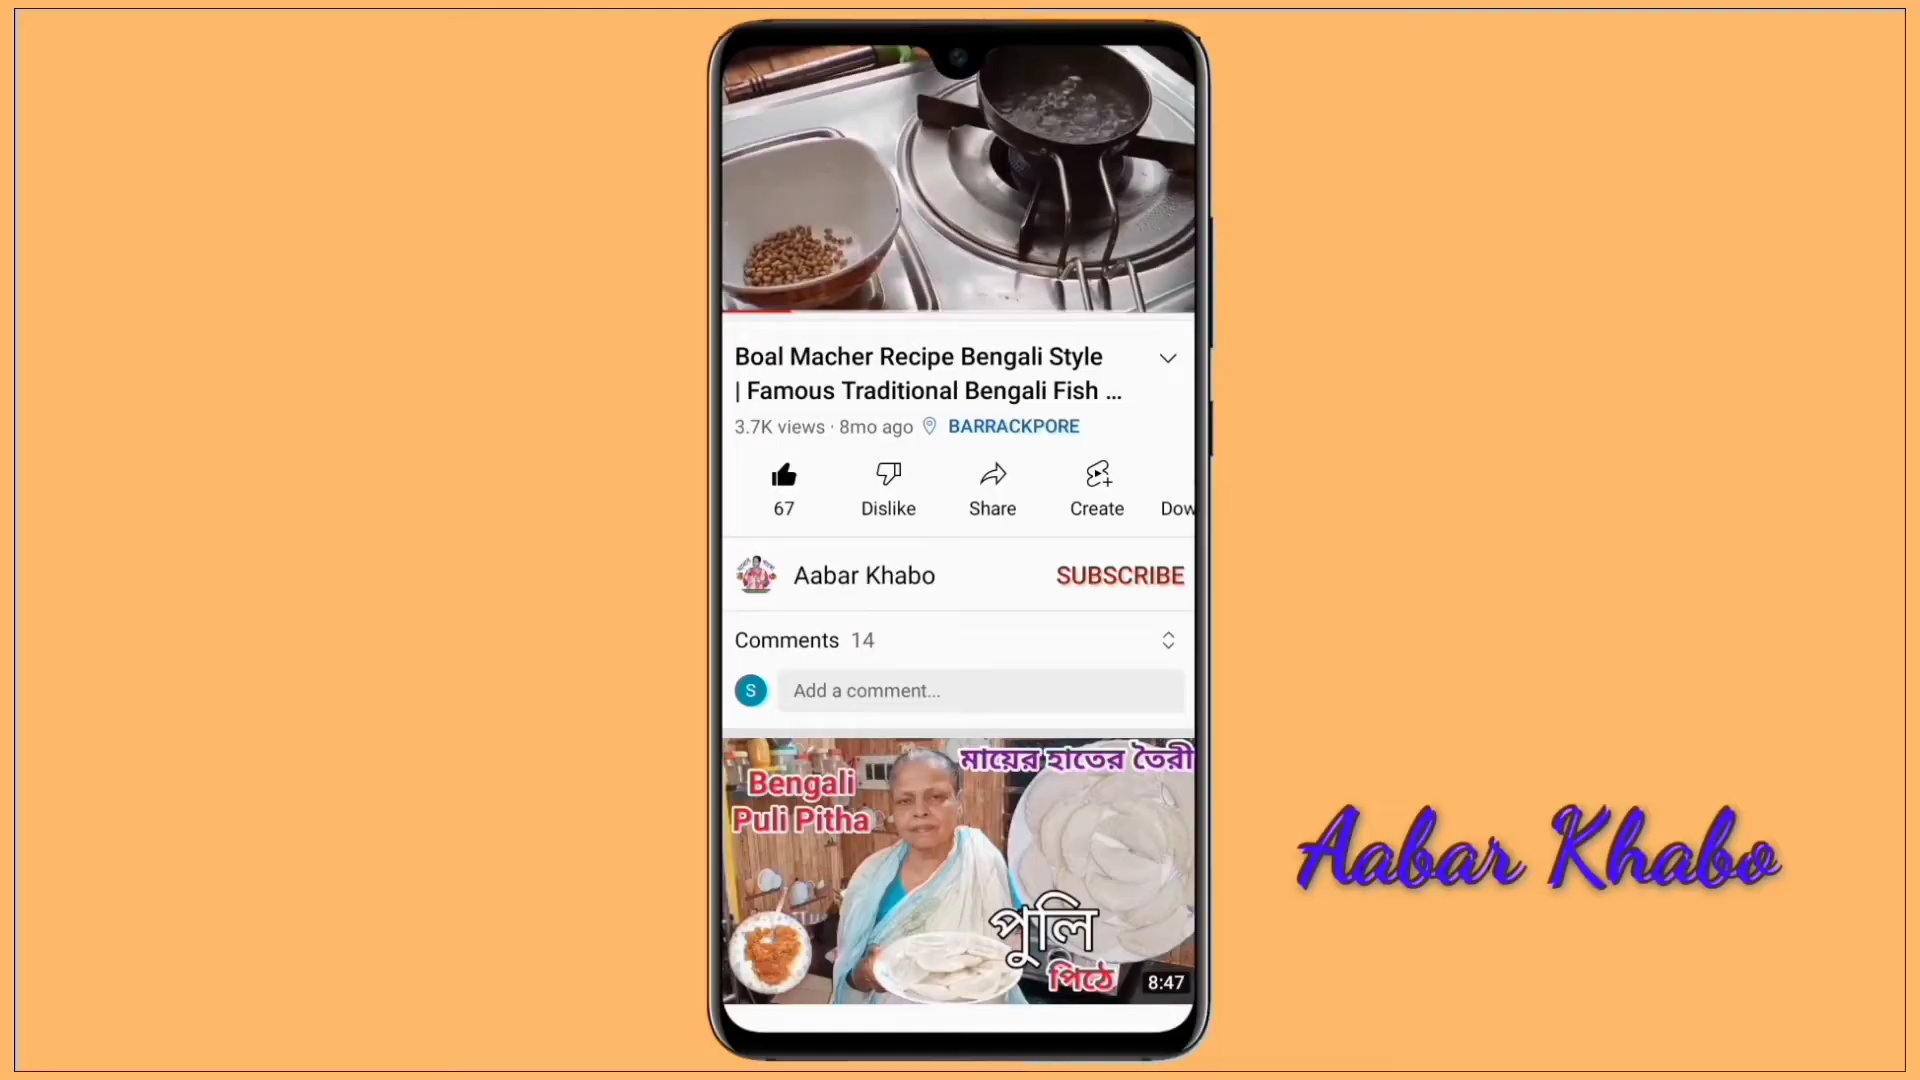 Boal Macher Recipe Bengali Style
| Famous Traditional Bengali Fish ...
3.7K views · 8mo ago BARRACKPORE
67 Dislike Share Create Dow
Aabar Khabo SUBSCRIBE
Comments 14
S Add a comment...
মায়ের হাতের তৈরী
Bengali
Puli Pitha
পুলি
পিঠে
8:47
Aabar Khabo